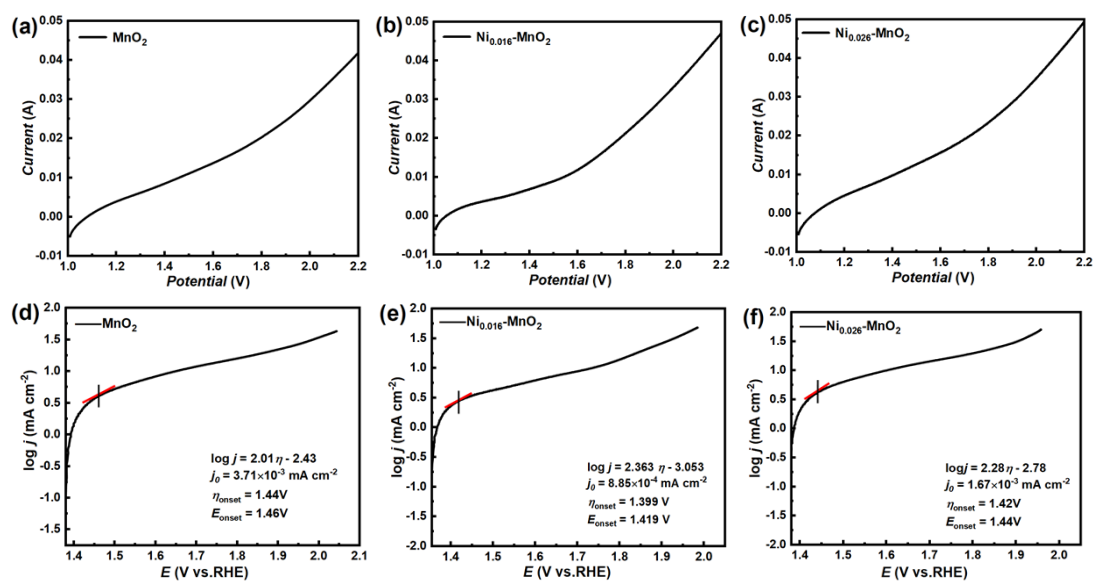 (a)
MnO₂
0.05
0.04
0.03
0.02
0.01
0.00
-0.01
Current (A)
1.0 1.2 1.4 1.6 1.8 2.0 2.2
Potential (V)
(b)
Ni₀.₀₁₆-MnO₂
0.05
0.04
0.03
0.02
0.01
0.00
-0.01
Current (A)
1.0 1.2 1.4 1.6 1.8 2.0 2.2
Potential (V)
(c)
Ni₀.₀₂₆-MnO₂
0.05
0.04
0.03
0.02
0.01
0.00
-0.01
Current (A)
1.0 1.2 1.4 1.6 1.8 2.0 2.2
Potential (V)
(d)
MnO₂
2.0
1.5
1.0
0.5
0.0
-0.5
-1.0
-1.5
log j (mA cm⁻²)
log j = 2.01 η - 2.43
j₀ = 3.71×10⁻³ mA cm⁻²
ηonset = 1.44V
Eonset = 1.46V
1.4 1.5 1.6 1.7 1.8 1.9 2.0 2.1
E (V vs.RHE)
(e)
Ni₀.₀₁₆-MnO₂
2.0
1.5
1.0
0.5
0.0
-0.5
-1.0
-1.5
-2.0
log j (mA cm⁻²)
log j = 2.363 η - 3.053
j₀ = 8.85×10⁻⁴ mA cm⁻²
ηonset = 1.399 V
Eonset = 1.419 V
1.4 1.5 1.6 1.7 1.8 1.9 2.0
E (V vs.RHE)
(f)
Ni₀.₀₂₆-MnO₂
2.0
1.5
1.0
0.5
0.0
-0.5
-1.0
-1.5
-2.0
log j (mA cm⁻²)
logj = 2.28 η - 2.78
j₀ = 1.67×10⁻³ mA cm⁻²
ηonset = 1.42V
Eonset = 1.44V
1.4 1.5 1.6 1.7 1.8 1.9 2.0
E (V vs.RHE)